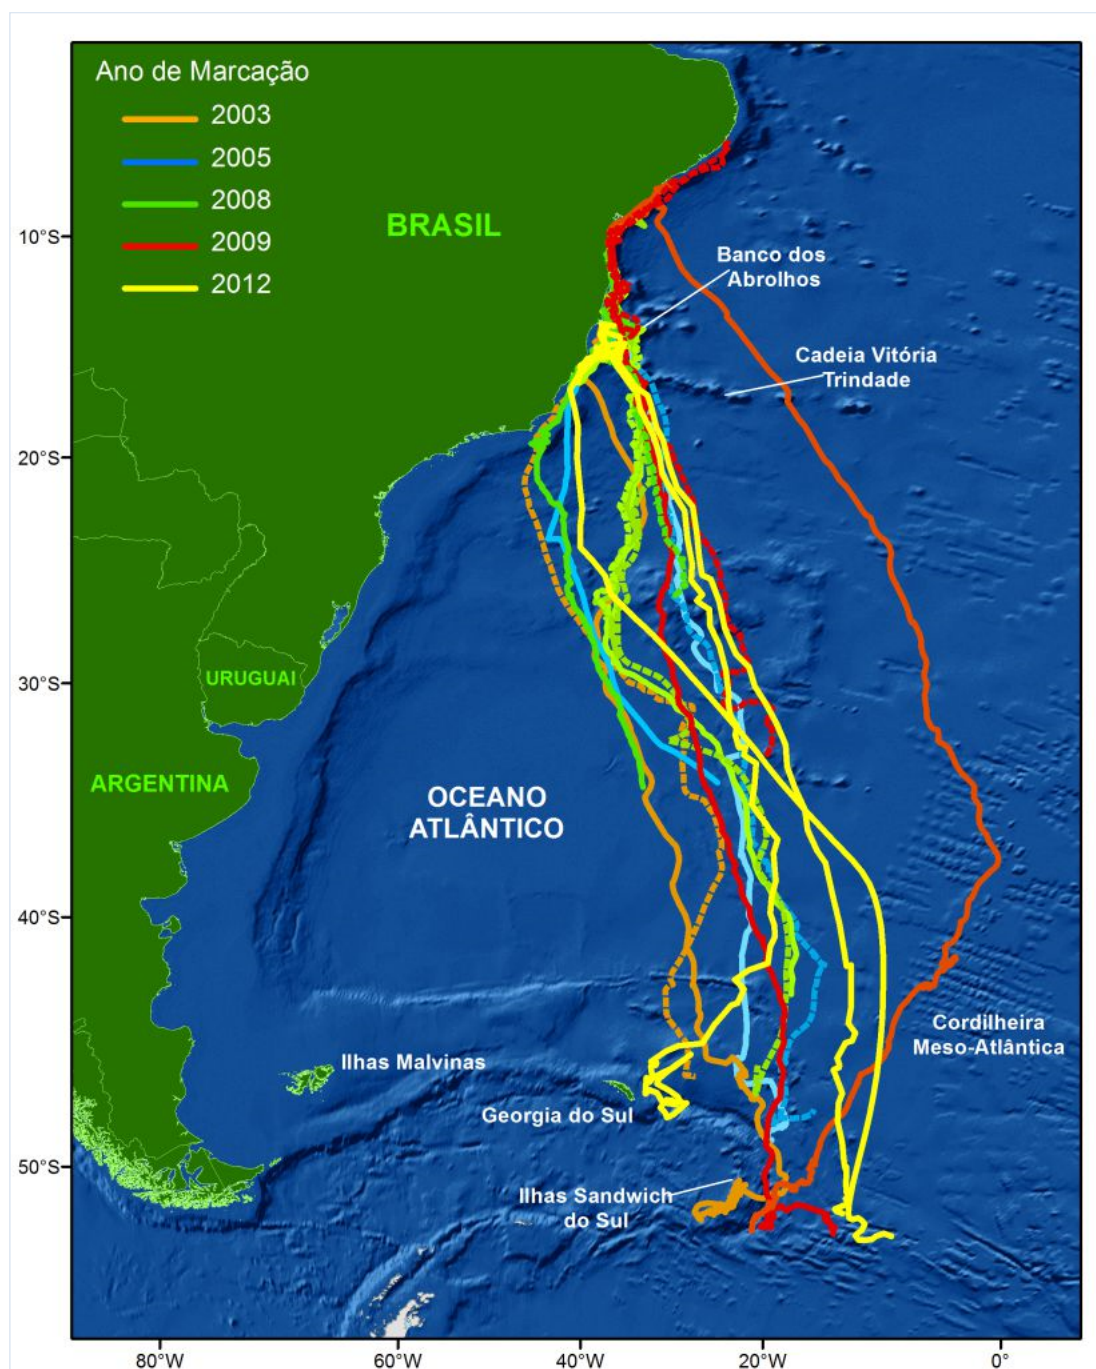 Ano de Marcação
2003
2005
2008
2009
2012
BRASIL
10°S
Banco dos
Abrolhos
Cadeia Vitória
Trindade
20°S
30°S
URUGUAI
ARGENTINA
OCEANO
ATLÂNTICO
40°S
Cordilheira
Meso-Atlântica
Ilhas Malvinas
Georgia do Sul
50°S
Ilhas Sandwich
do Sul
80°W
60°W
40°W
20°W
0°